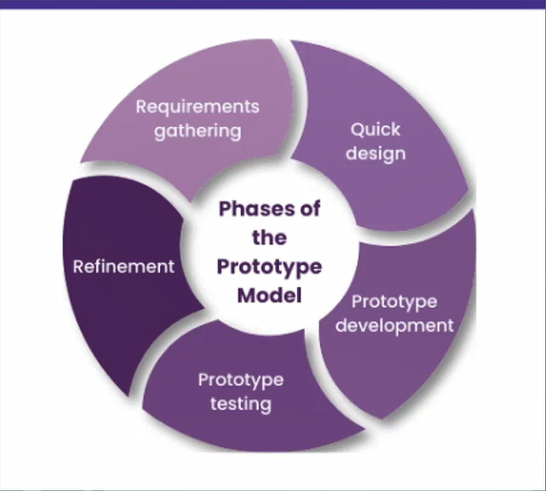 Requirements
gathering
Quick
design
Phases of
the
Prototype
Model
Refinement
Prototype
development
Prototype
testing